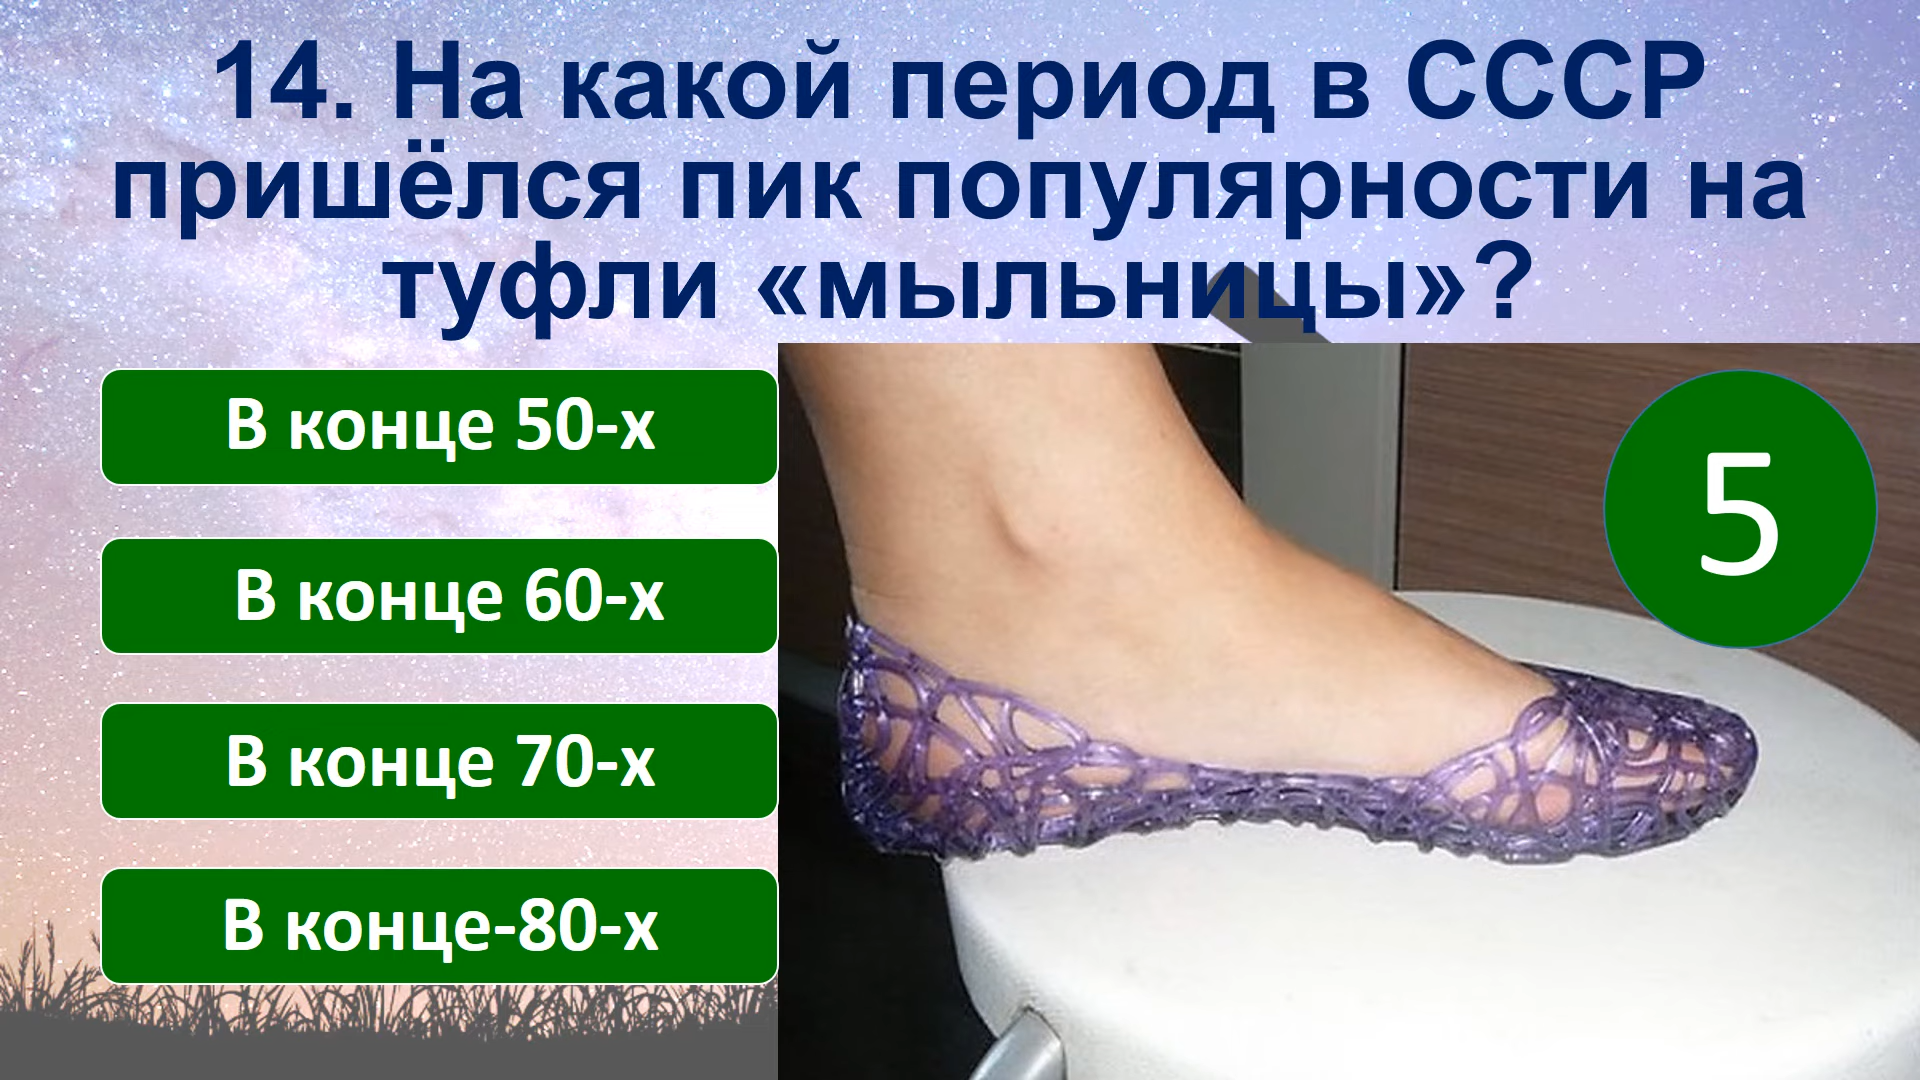 14. На какой период в СССР
пришёлся пик популярности на
туфли «мыльницы»?
В конце 50-х
5
В конце 60-х
В конце 70-х
В конце-80-х